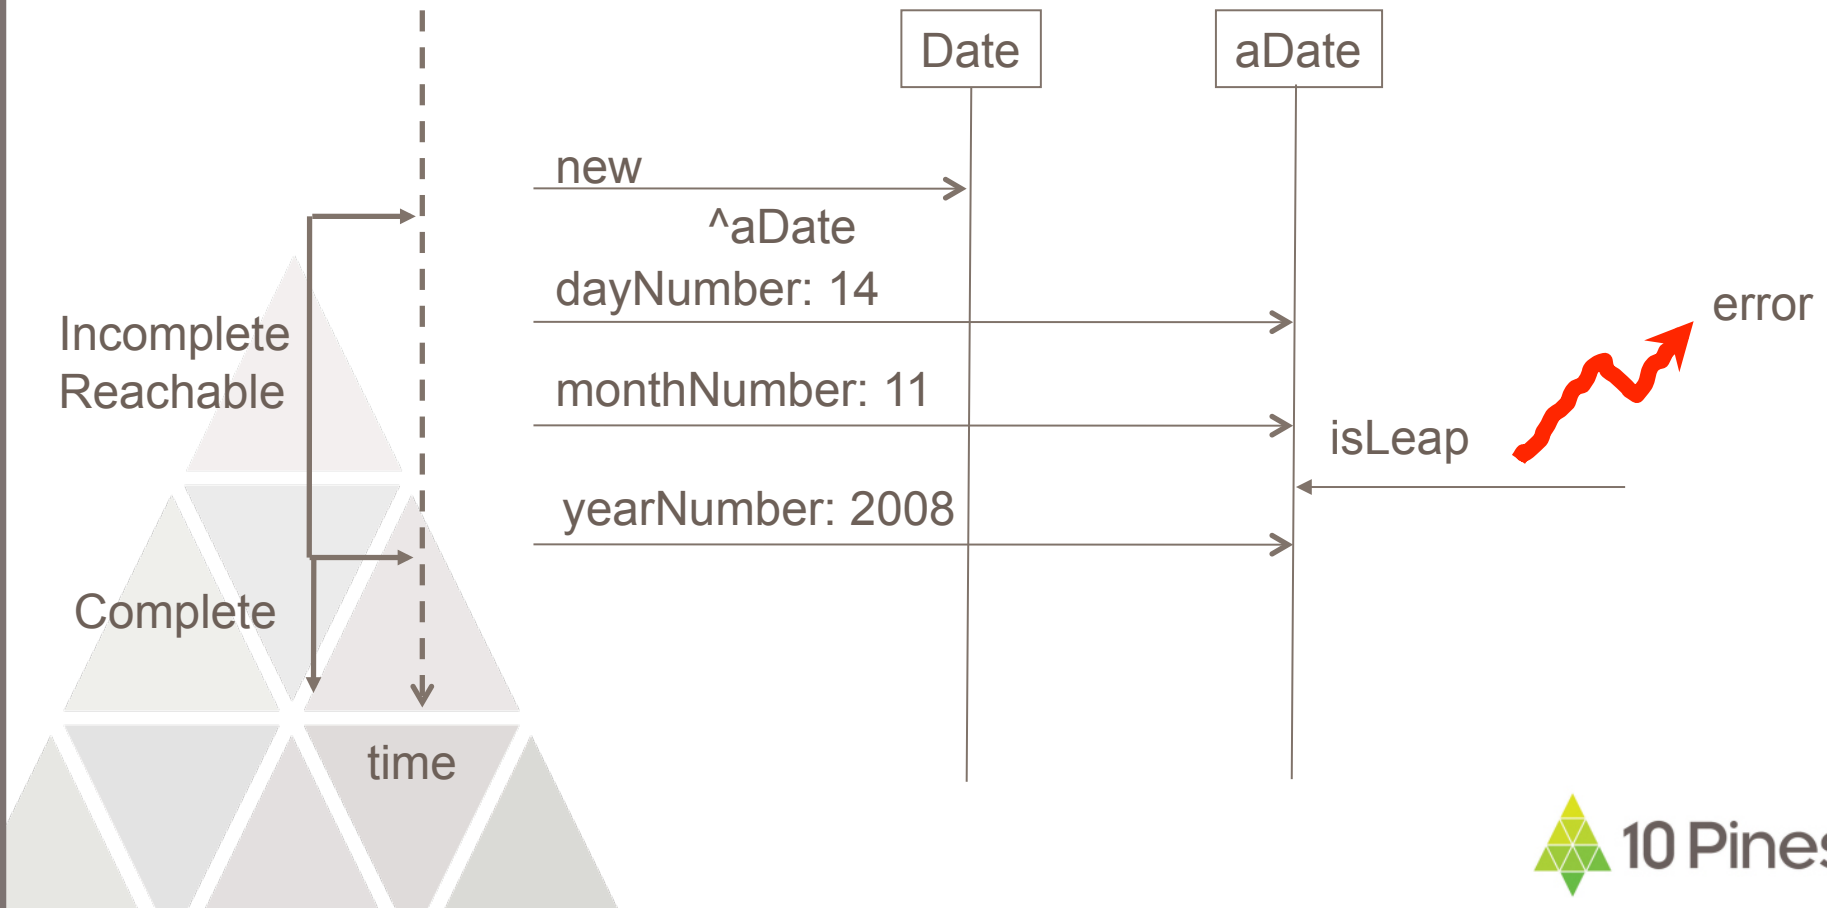 Date
aDate
new
^aDate
dayNumber: 14
error
Incomplete
Reachable
monthNumber: 11
isLeap
yearNumber: 2008
Complete
time
10 Pines